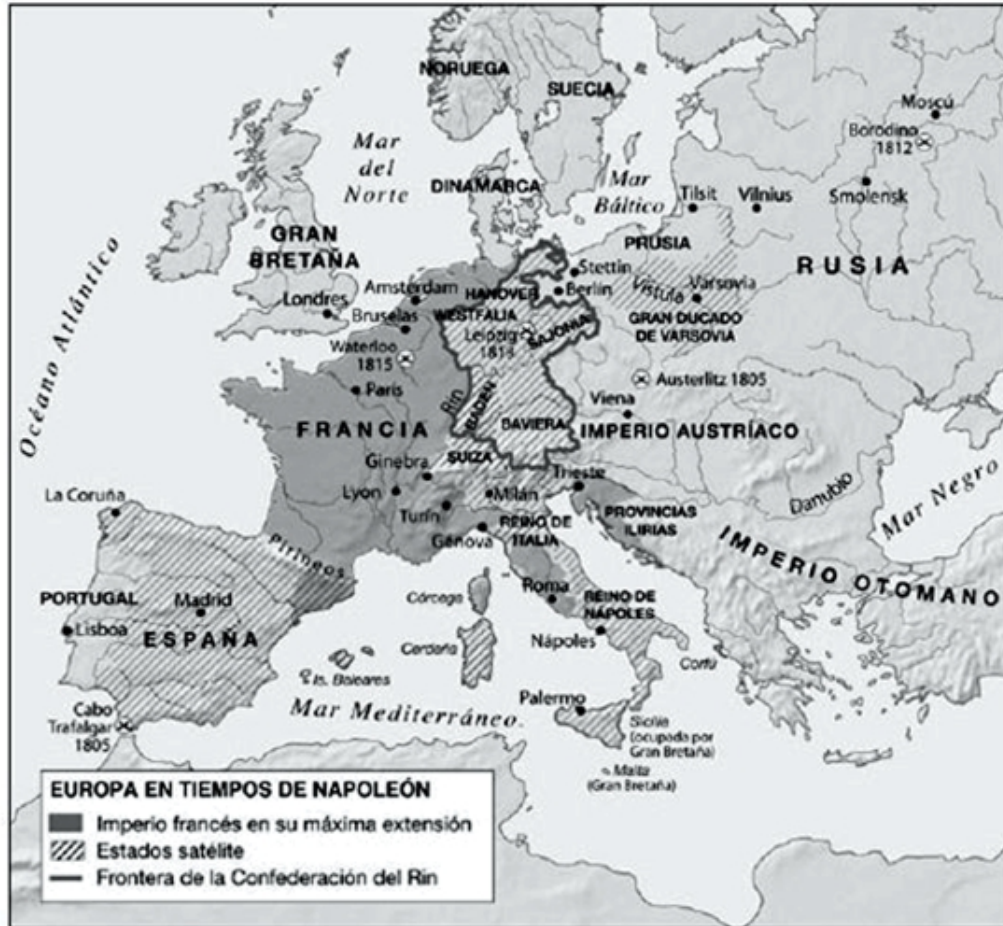 NORUEGA
SUECIA
Moscú
Borodino
1812
Mar
del
Norte
DINAMARCA
Mar
Báltico
Tilsit
Vilnius
Smolensk
GRAN
BRETAÑA
PRUSIA
RUSIA
Océano Atlántico
Londres
Amsterdam
HANOVER
Stettin
Berlín
Vístula
Varsovia
Bruselas
WESTFALIA
Leipzig
1813
SAJONIA
GRAN DUCADO
DE VARSOVIA
Waterloo
1815
Austerlitz 1805
París
Rin
BADEN
BAVIERA
Viena
FRANCIA
IMPERIO AUSTRÍACO
SUIZA
Ginebra
Trieste
Lyon
Milán
Danubio
Mar Negro
La Coruña
Turín
PROVINCIAS
ILIRIAS
Génova
REINO DE
ITALIA
Pirineos
IMPERIO OTOMANO
PORTUGAL
Madrid
Córcega
Roma
REINO DE
NÁPOLES
Lisboa
ESPAÑA
Cerdaña
Nápoles
Corfú
Is. Baleares
Cabo
Trafalgar
1805
Mar Mediterráneo
Palermo
Sicilia
(ocupada por
Gran Bretaña)
Malta
(Gran Bretaña)
EUROPA EN TIEMPOS DE NAPOLEÓN
Imperio francés en su máxima extensión
Estados satélite
Frontera de la Confederación del Rin